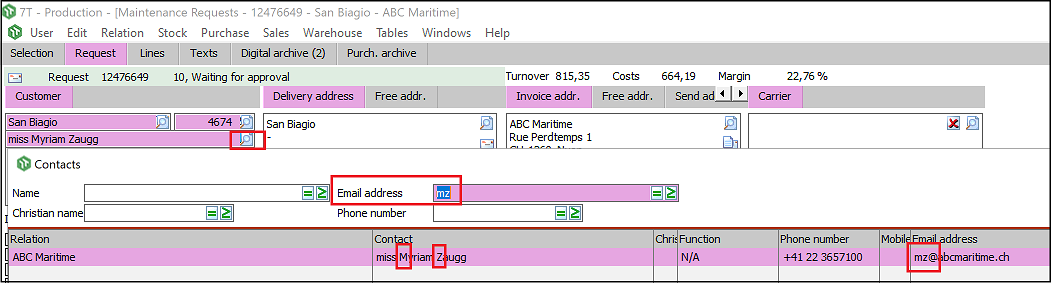 7T - Production - [Maintenance Requests - 12476649 - San Biagio - ABC Maritime]
User Edit Relation Stock Purchase Sales Warehouse Tables Windows Help
Selection Request Lines Texts Digital archive (2) Purch. archive
Request 12476649 10, Waiting for approval Turnover 815,35 Costs 664,19 Margin 22,76 %
Customer Delivery address Free addr. Invoice addr. Free addr. Send ad Carrier
San Biagio 4674 San Biagio ABC Maritime
miss Myriam Zaugg - Rue Perdtemps 1
Contacts
Name Email address mz
Christian name Phone number
Relation Contact Chris Function Phone number Mobile Email address
ABC Maritime miss Myriam Zaugg N/A +41 22 3657100 mz@abcmaritime.ch